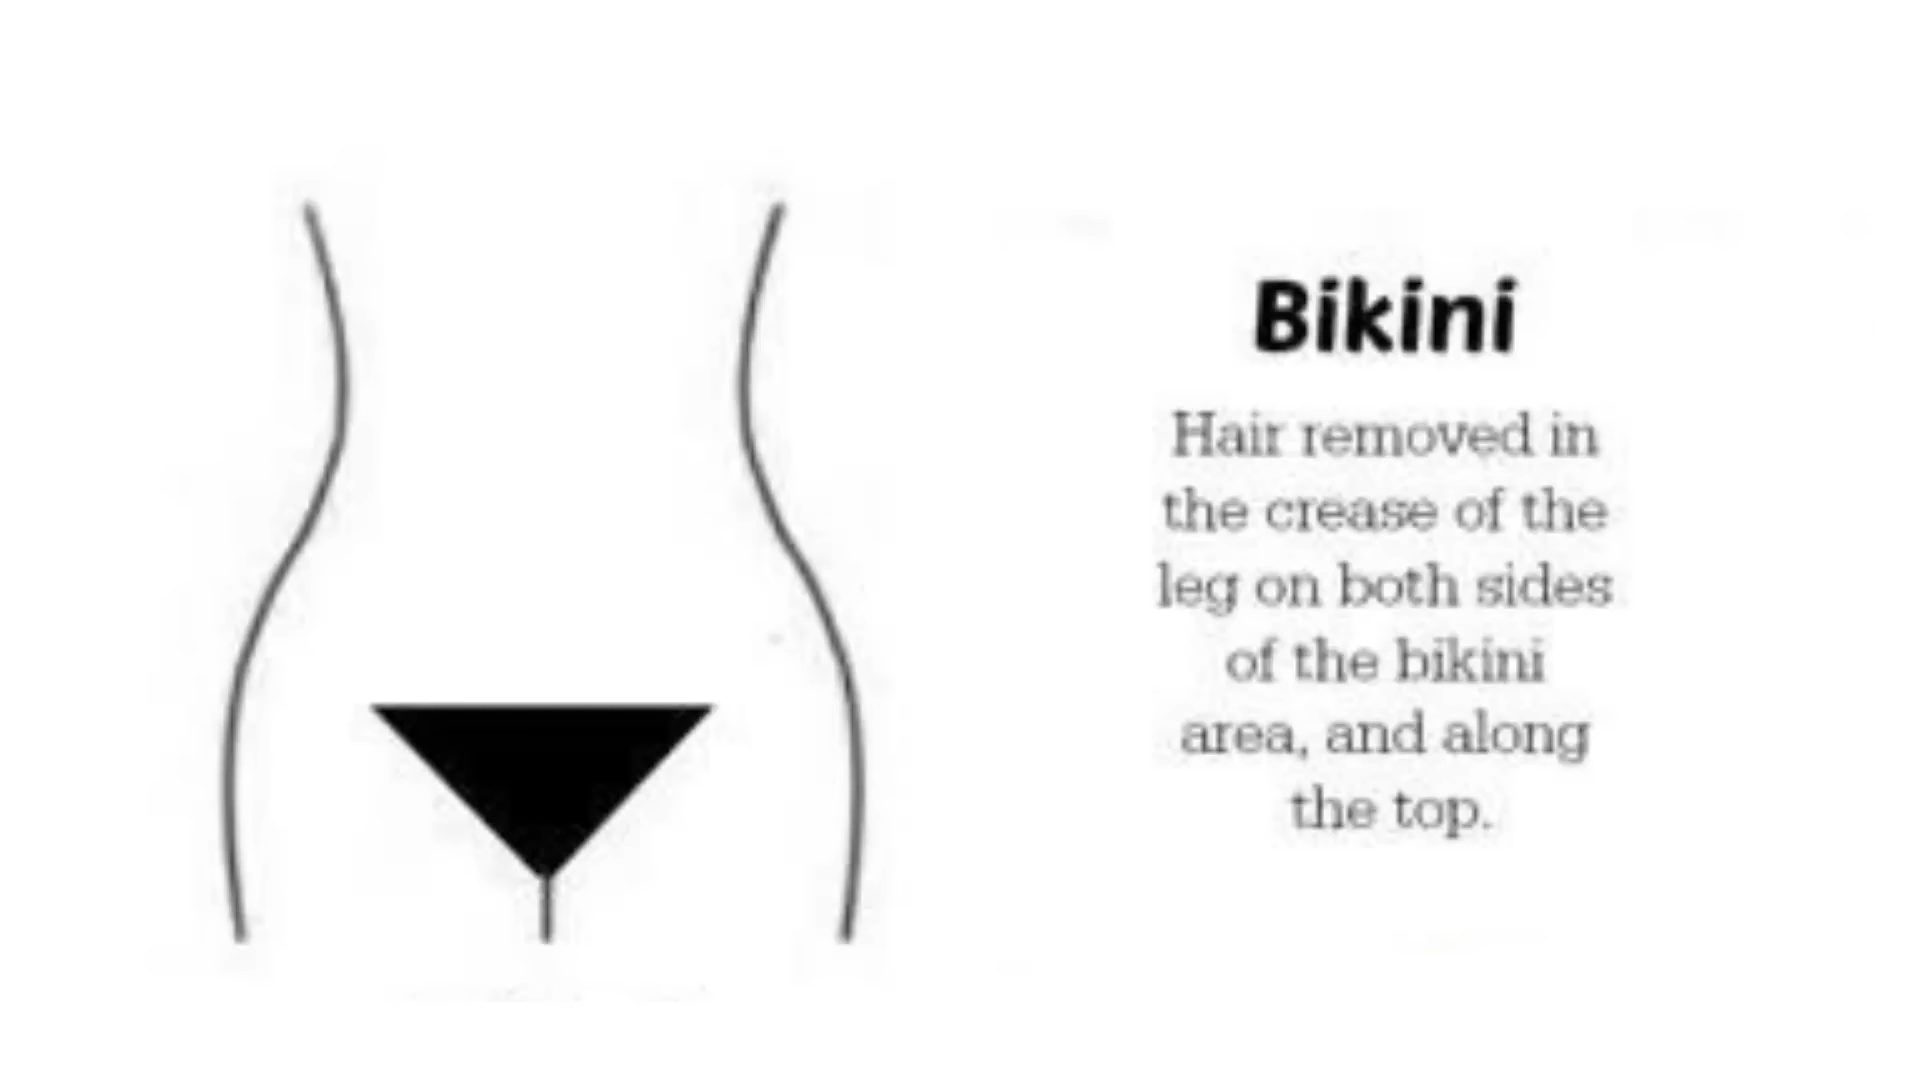 Bikini
Hair removed in
the crease of the
leg on both sides
of the bikini
area, and along
the top.